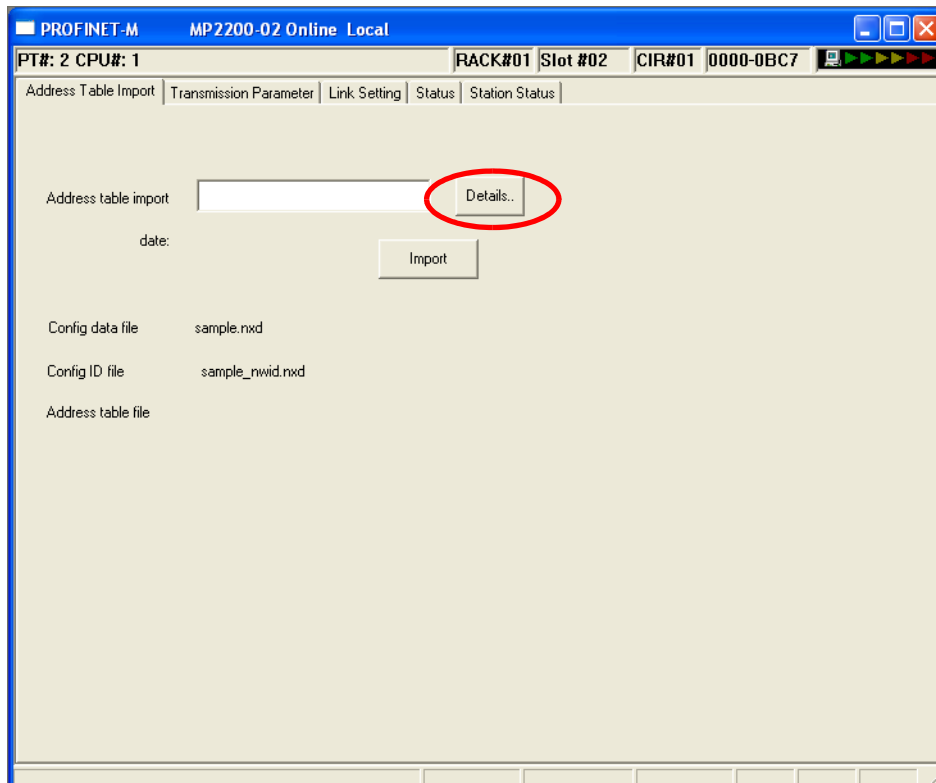 PROFINET-M MP2200-02 Online Local
PT#: 2 CPU#: 1 RACK#01 Slot #02 CIR#01 0000-0BC7
Address Table Import Transmission Parameter Link Setting Status Station Status
Address table import Details..
date:
Import
Config data file sample.nxd
Config ID file sample_nwid.nxd
Address table file